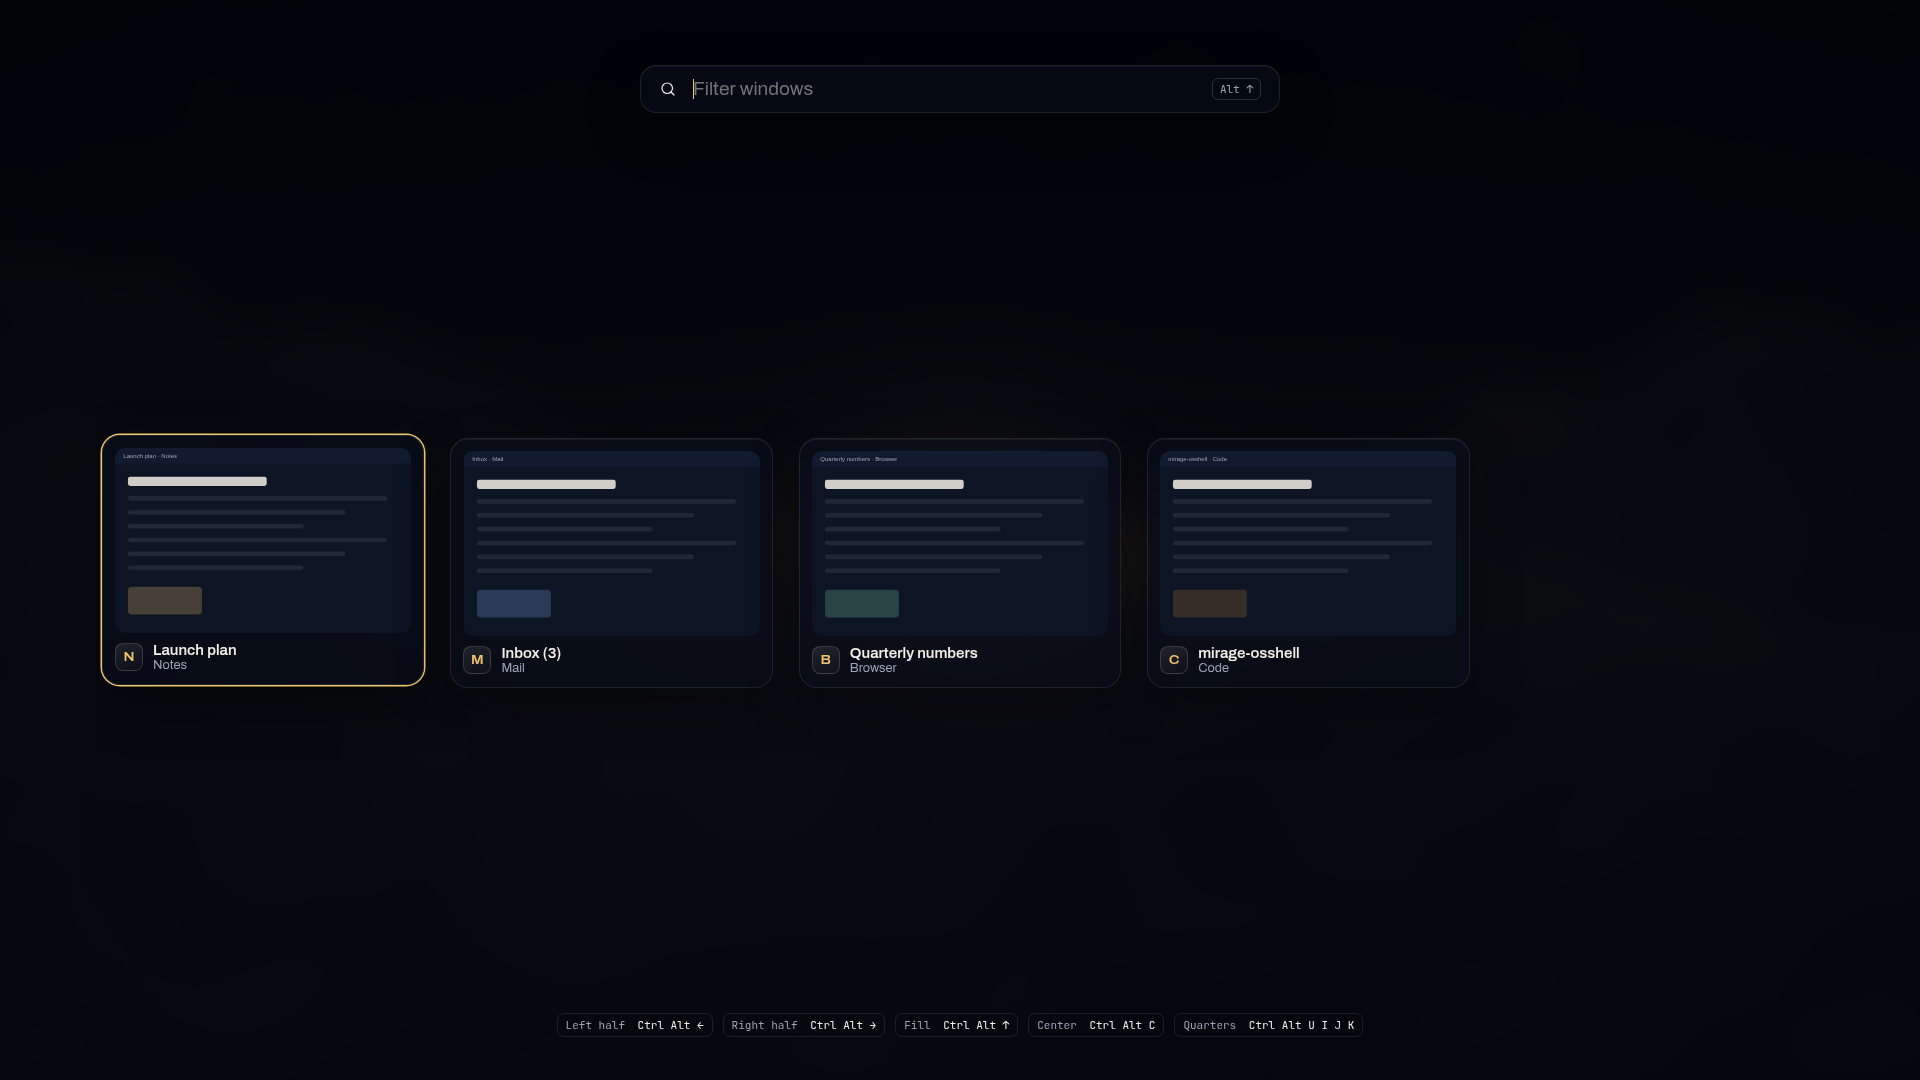 Filter windows
Alt ↑
Launch plan · Notes
Inbox · Mail
Quarterly numbers · Browser
mirage-osshell · Code
N
Launch plan
Notes
M
Inbox (3)
Mail
B
Quarterly numbers
Browser
C
mirage-osshell
Code
Left half Ctrl Alt ←
Right half Ctrl Alt →
Fill Ctrl Alt ↑
Center Ctrl Alt C
Quarters Ctrl Alt U I J K